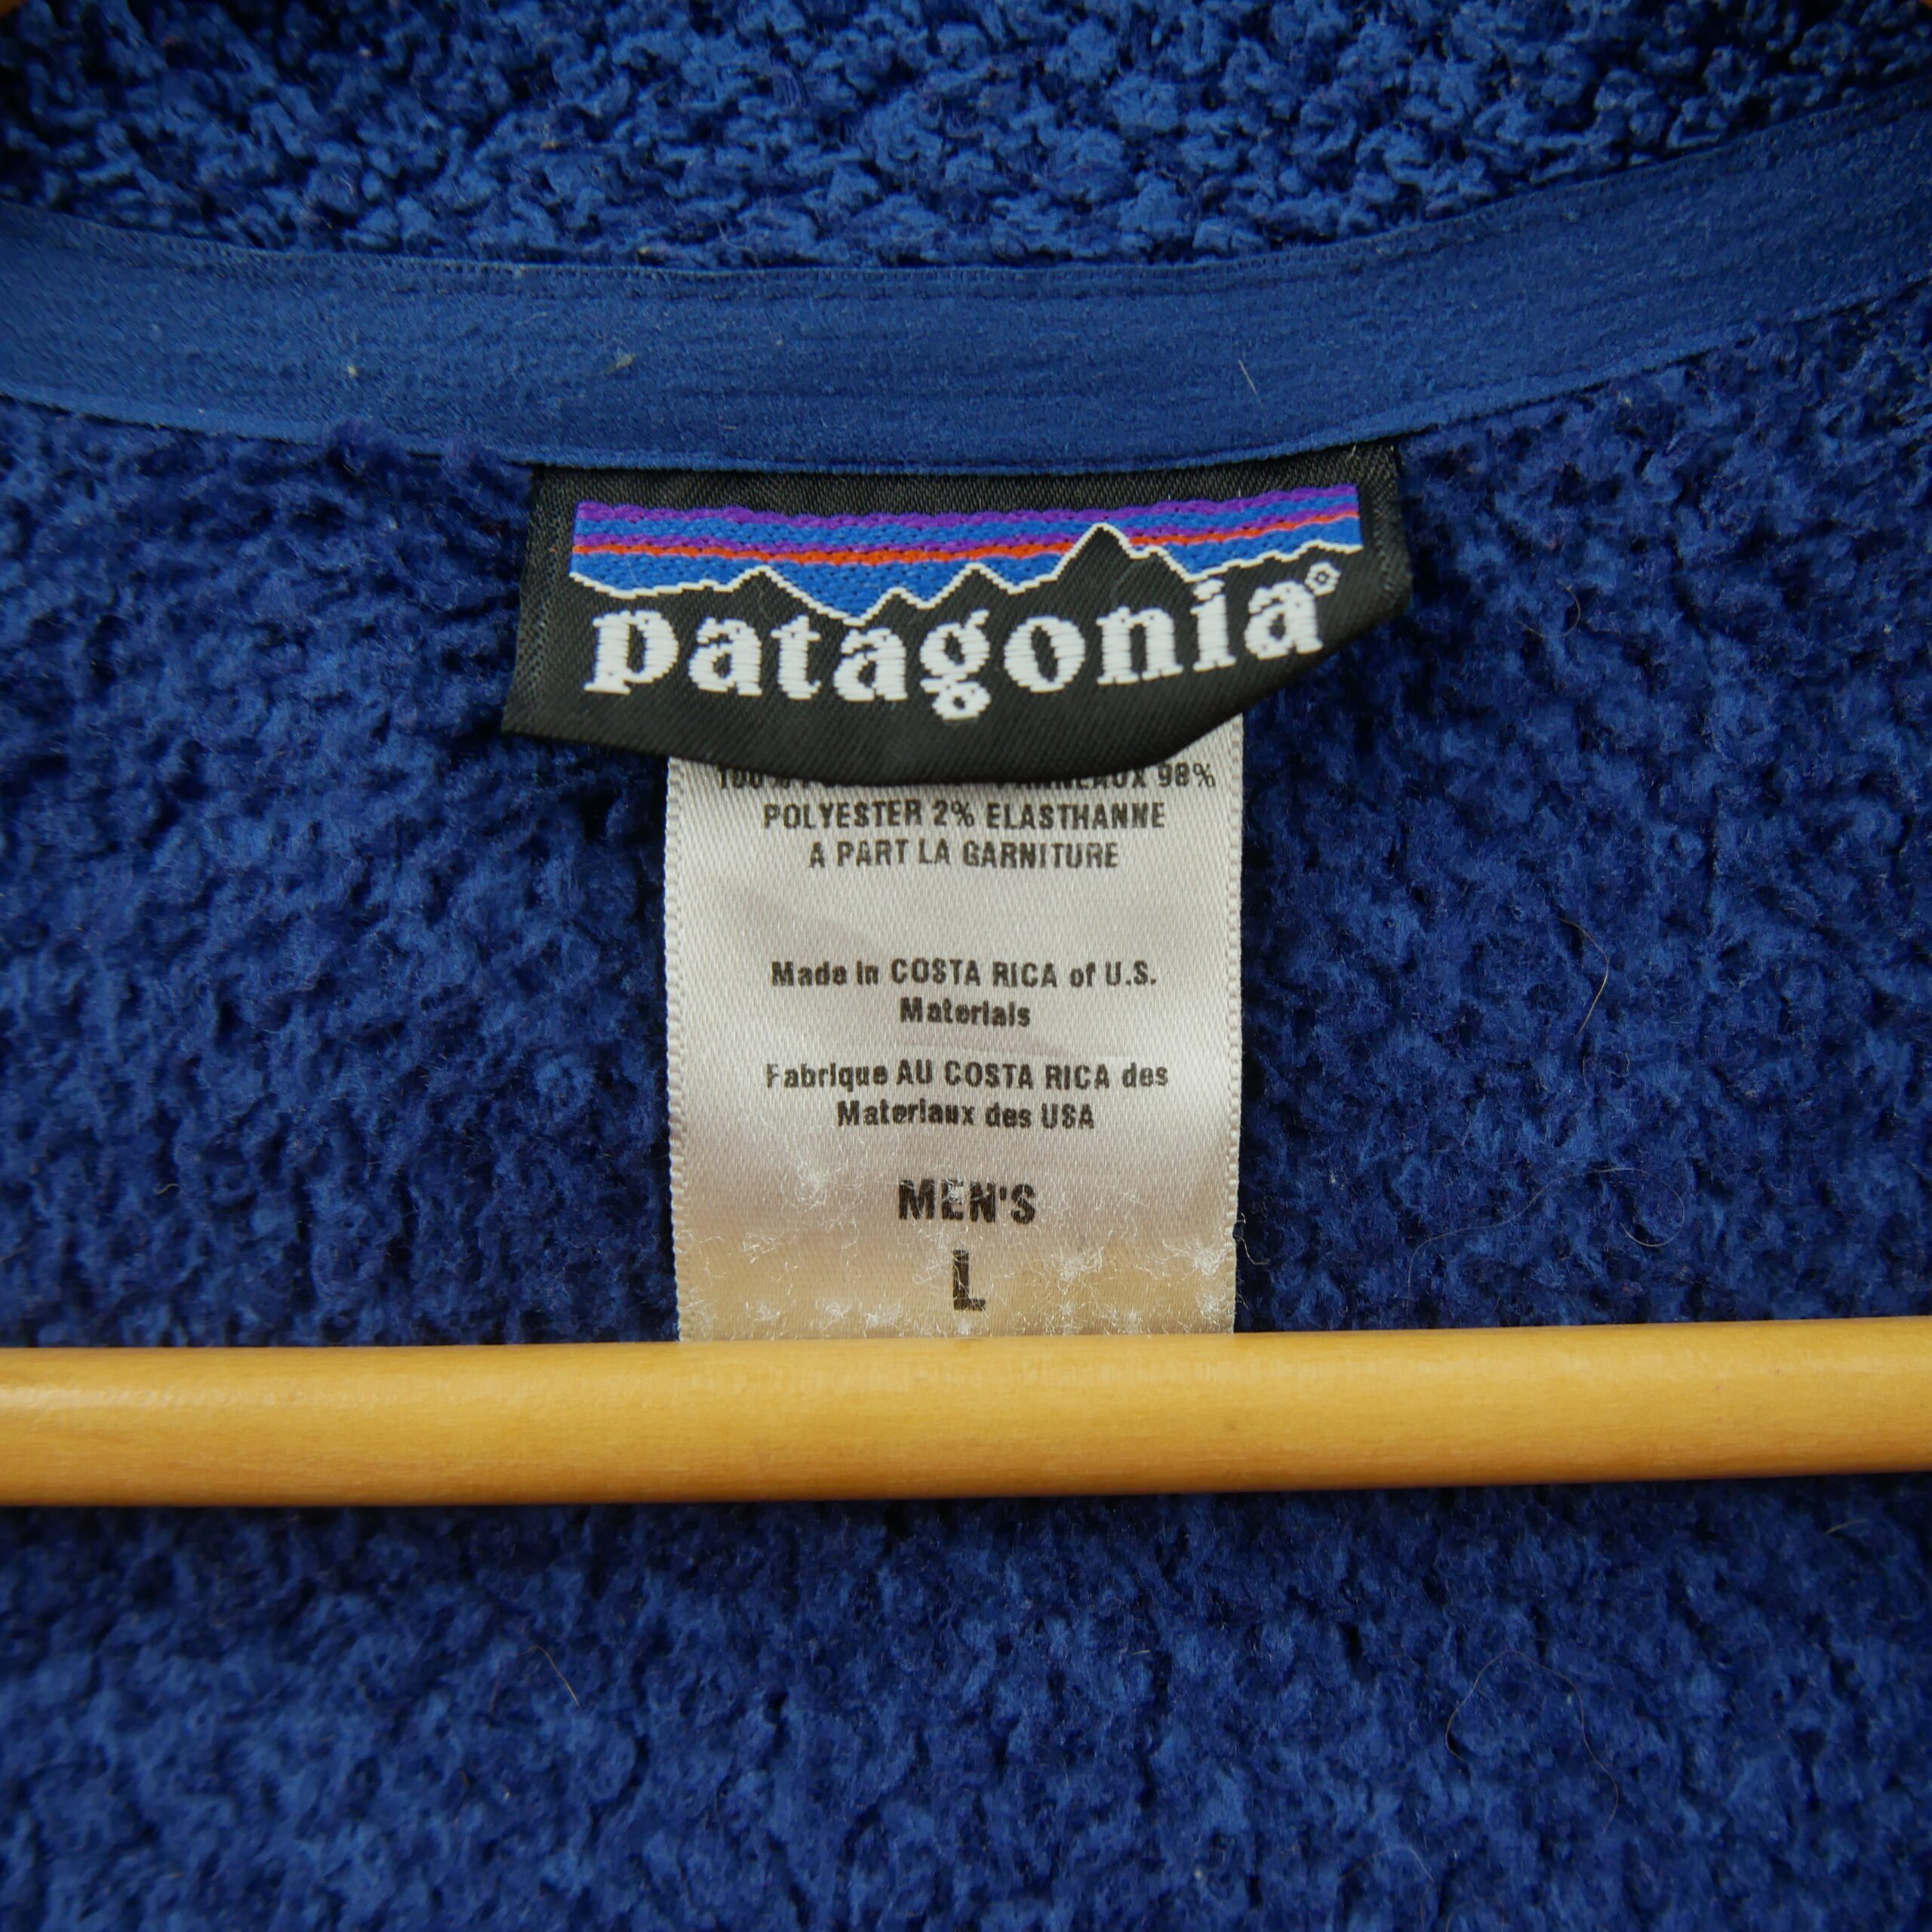 patagonia®
98%
POLYESTER 2% ELASTHANNE
A PART LA GARNITURE
Made in COSTA RICA of U.S.
Materials
Fabrique AU COSTA RICA des
Materiaux des USA
MEN'S
L